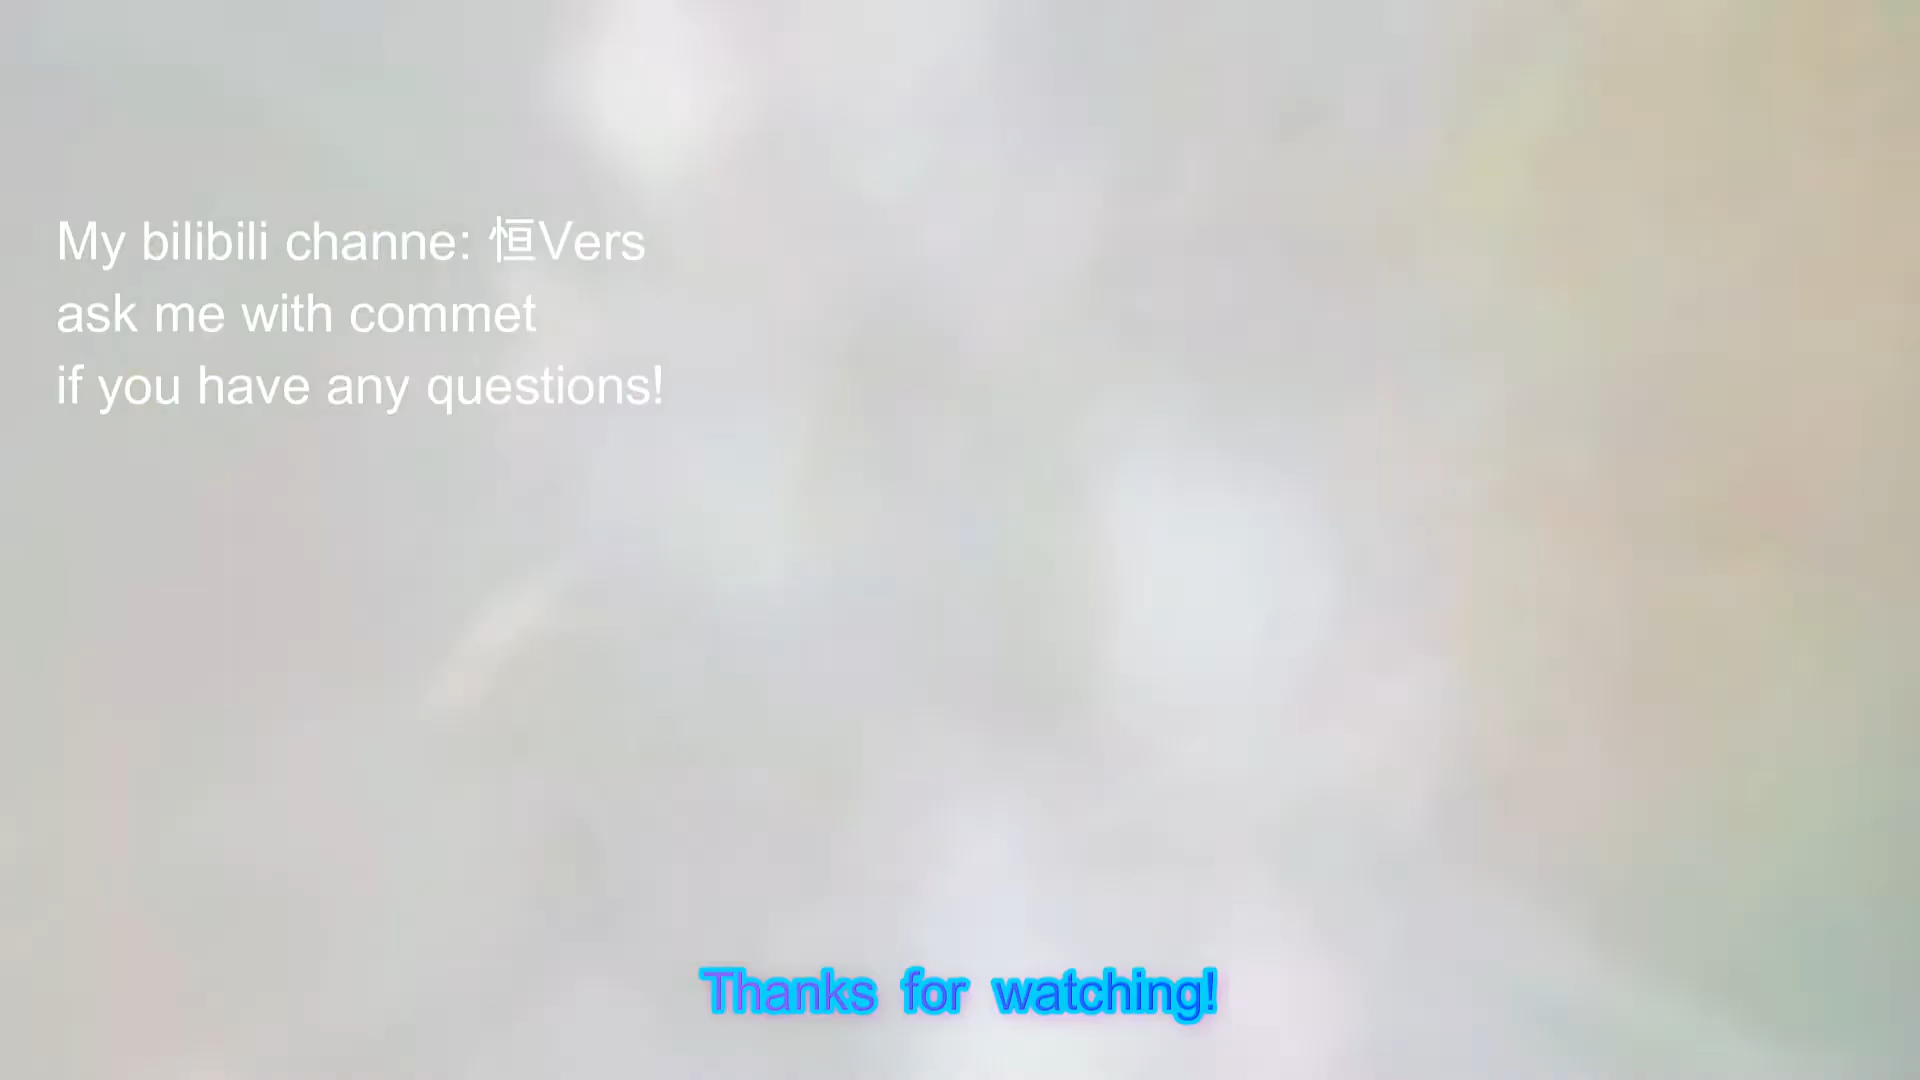 My bilibili channe: 恒Vers
ask me with commet
if you have any questions!
Thanks for watching!